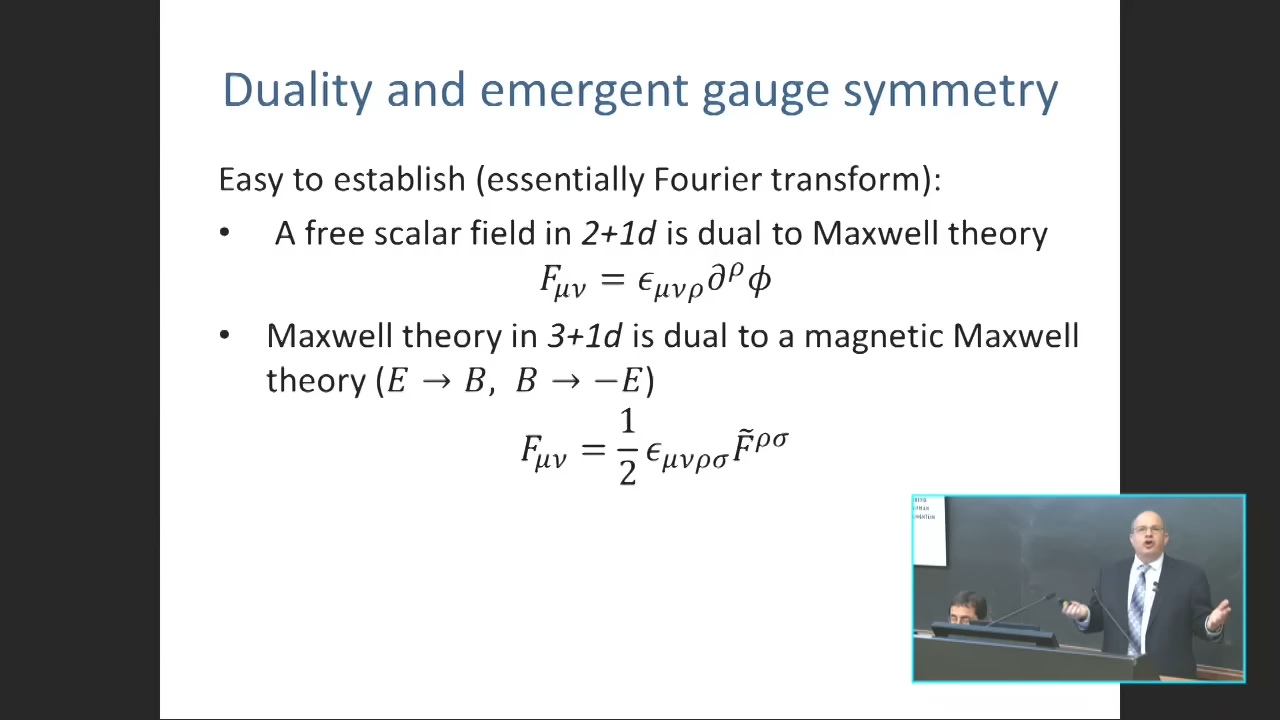 Duality and emergent gauge symmetry
Easy to establish (essentially Fourier transform):
• A free scalar field in 2+1d is dual to Maxwell theory
F_{μν} = ϵ_{μνρ}∂^ρϕ
• Maxwell theory in 3+1d is dual to a magnetic Maxwell
theory (E → B, B → −E)
F_{μν} = \frac{1}{2} ϵ_{μνρσ}F̃^{ρσ}